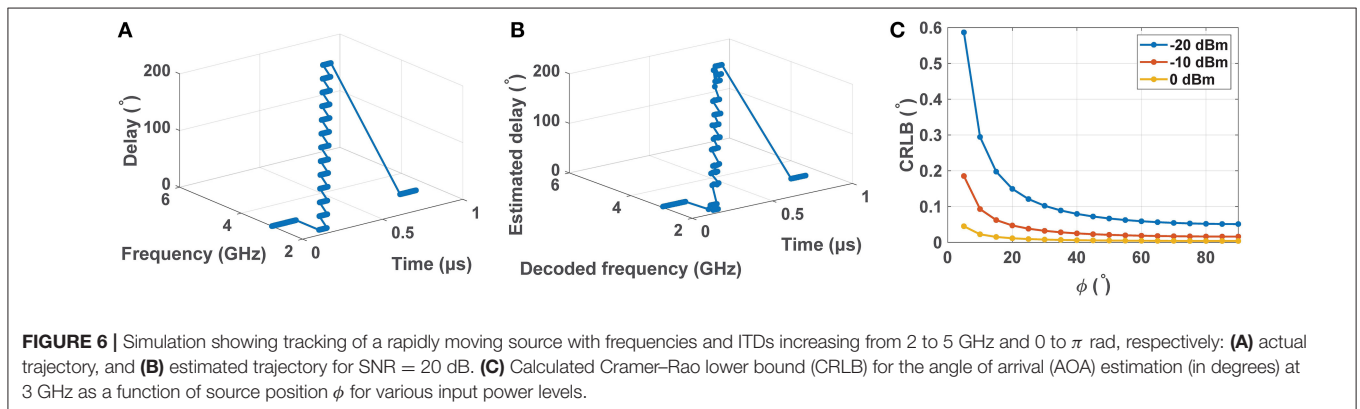 A
200
100
0
Delay (°)
6
4
2
Frequency (GHz)
0
0.5
1
Time (µs)
B
200
100
0
Estimated delay (°)
6
4
2
Decoded frequency (GHz)
0
0.5
1
Time (µs)
C
0.6
0.5
0.4
0.3
0.2
0.1
0
CRLB (°)
0
20
40
60
80
ϕ (°)
-20 dBm
-10 dBm
0 dBm
FIGURE 6 | Simulation showing tracking of a rapidly moving source with frequencies and ITDs increasing from 2 to 5 GHz and 0 to π rad, respectively: (A) actual
trajectory, and (B) estimated trajectory for SNR = 20 dB. (C) Calculated Cramer–Rao lower bound (CRLB) for the angle of arrival (AOA) estimation (in degrees) at
3 GHz as a function of source position ϕ for various input power levels.